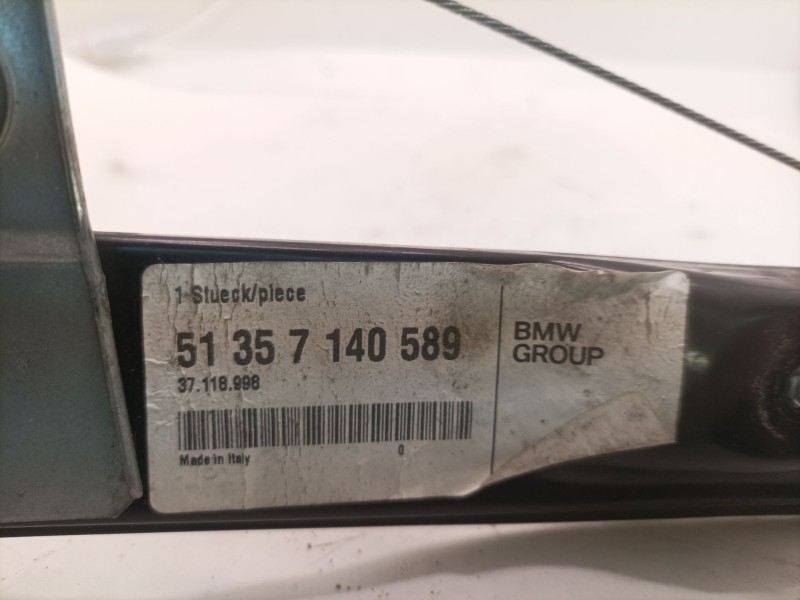 1 Stueck/piece
51 35 7 140 589
37.118.998
Made in Italy
0
BMW
GROUP